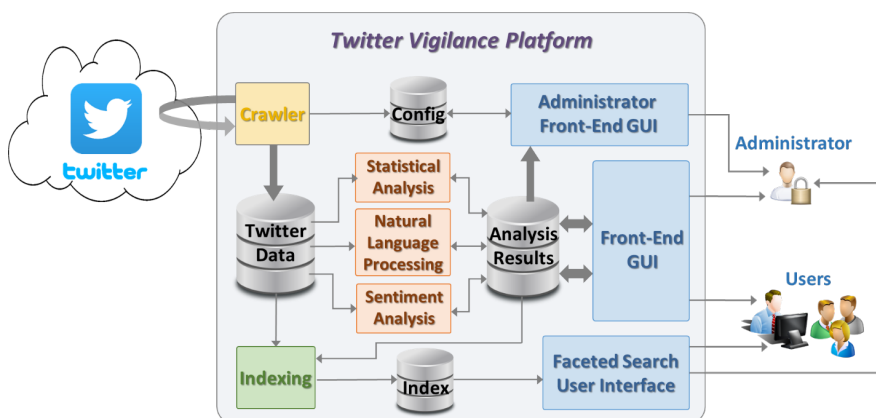 Twitter Vigilance Platform
twitter
Crawler
Config
Administrator
Front-End GUI
Administrator
Statistical
Analysis
Twitter
Data
Natural
Language
Processing
Analysis
Results
Front-End
GUI
Sentiment
Analysis
Users
Indexing
Index
Faceted Search
User Interface